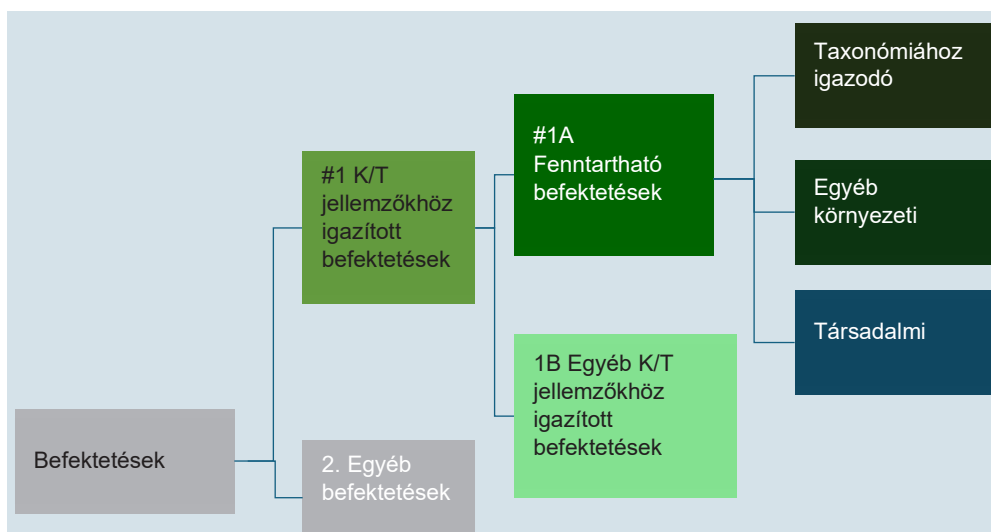 Befektetések
#1 K/T
jellemzőkhöz
igazított
befektetések
2. Egyéb
befektetések
#1A
Fenntartható
befektetések
1B Egyéb K/T
jellemzőkhöz
igazított
befektetések
Taxonómiához
igazodó
Egyéb
környezeti
Társadalmi